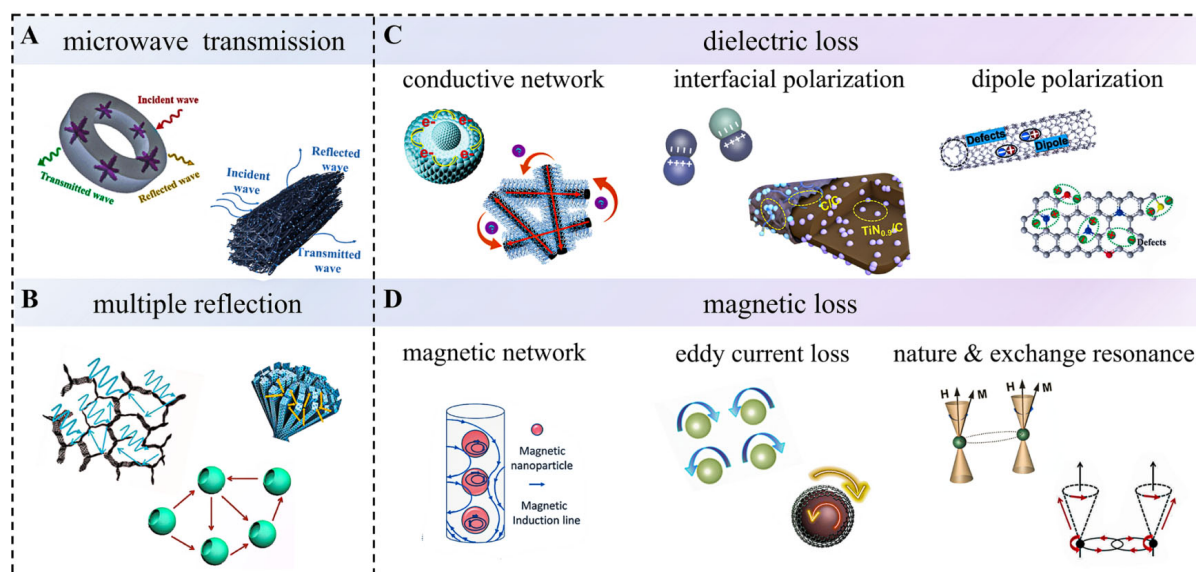 A
microwave transmission
Incident wave
Transmitted wave
Reflected wave
Incident
wave
Reflected
wave
Transmitted
wave
B
multiple reflection
C
dielectric loss
conductive network
e-
e-
e-
e-
interfacial polarization
++++
++++
C/C
TiN0.9/C
dipole polarization
Defects
Dipole
Defects
D
magnetic loss
magnetic network
Magnetic
nanoparticle
Magnetic
Induction line
eddy current loss
nature & exchange resonance
H
M
H
M